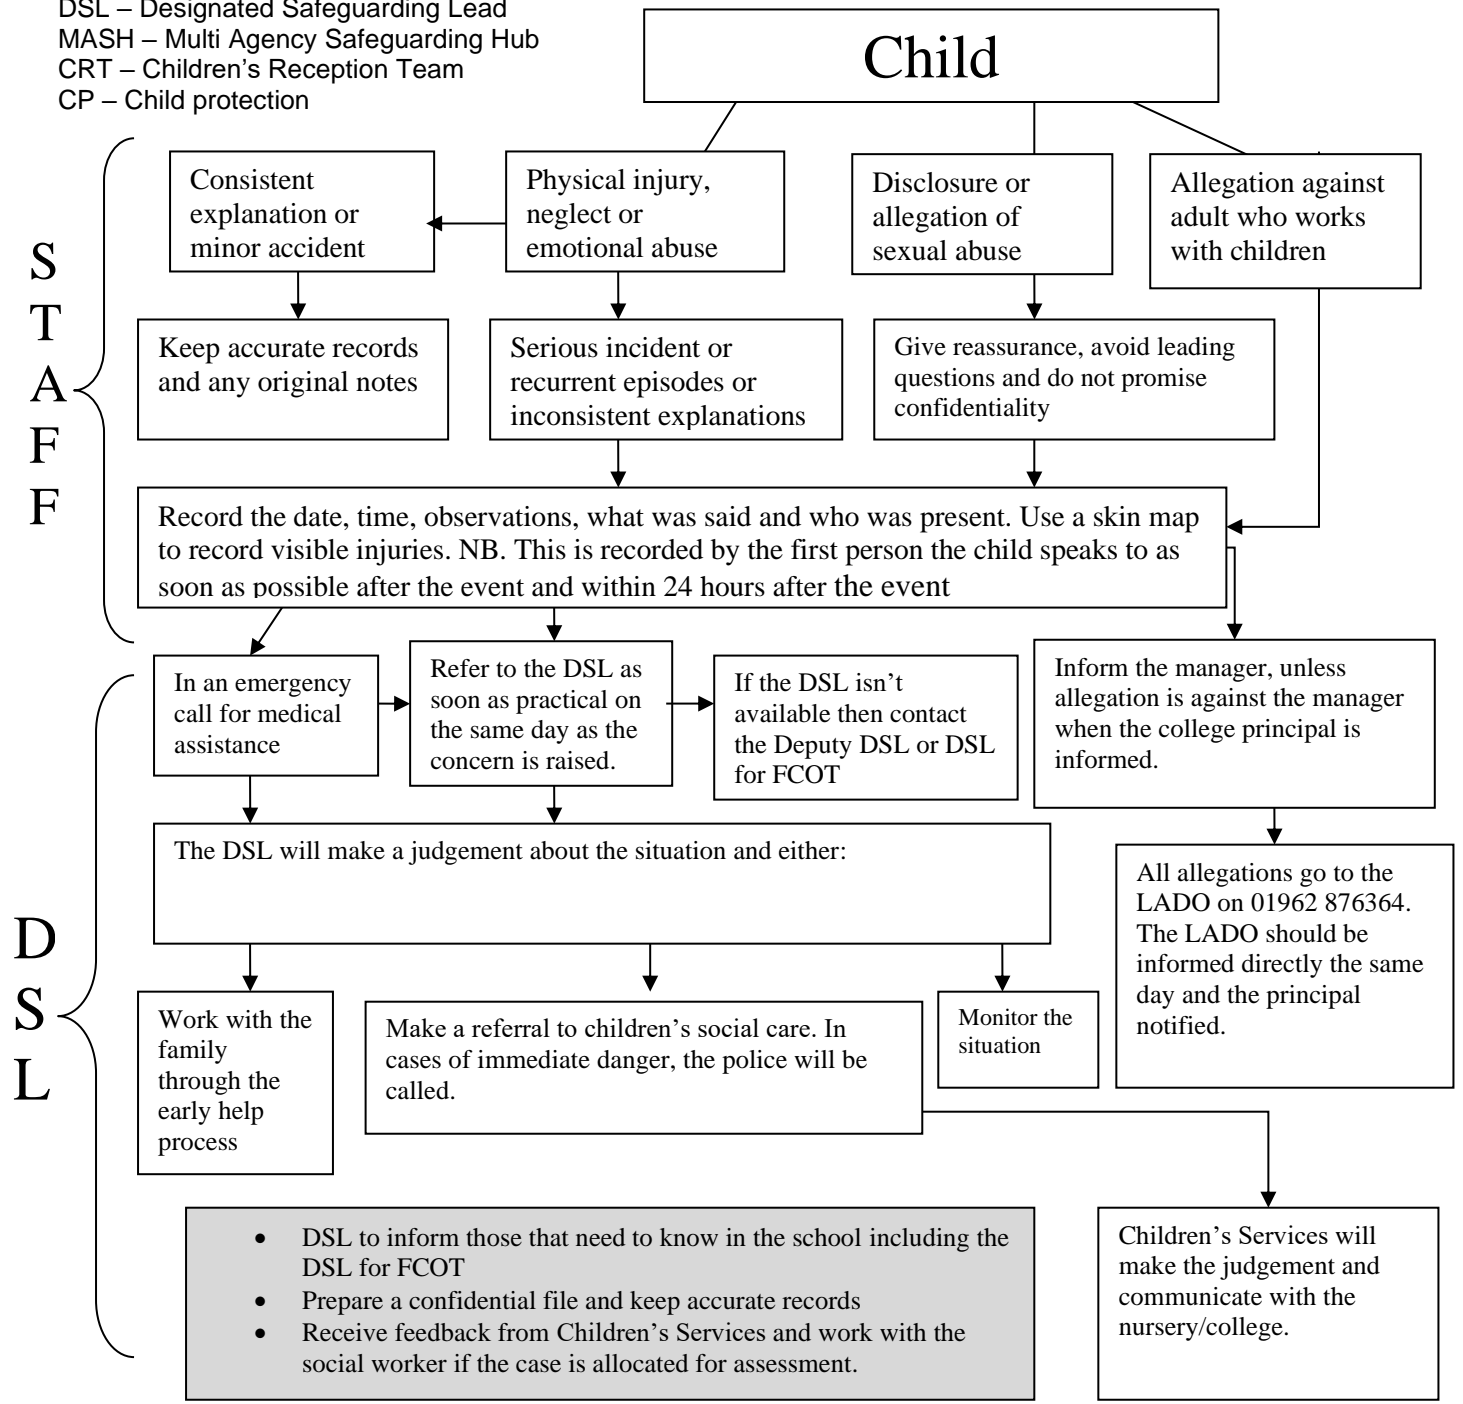 DSL – Designated Safeguarding Lead
MASH – Multi Agency Safeguarding Hub
CRT – Children's Reception Team
CP – Child protection
Child
S
T
A
F
F
Consistent
explanation or
minor accident
Physical injury,
neglect or
emotional abuse
Disclosure or
allegation of
sexual abuse
Allegation against
adult who works
with children
Keep accurate records
and any original notes
Serious incident or
recurrent episodes or
inconsistent explanations
Give reassurance, avoid leading
questions and do not promise
confidentiality
Record the date, time, observations, what was said and who was present. Use a skin map
to record visible injuries. NB. This is recorded by the first person the child speaks to as
soon as possible after the event and within 24 hours after the event
D
S
L
In an emergency
call for medical
assistance
Refer to the DSL as
soon as practical on
the same day as the
concern is raised.
If the DSL isn't
available then contact
the Deputy DSL or DSL
for FCOT
Inform the manager, unless
allegation is against the manager
when the college principal is
informed.
The DSL will make a judgement about the situation and either:
All allegations go to the
LADO on 01962 876364.
The LADO should be
informed directly the same
day and the principal
notified.
Work with the
family
through the
early help
process
Make a referral to children's social care. In
cases of immediate danger, the police will be
called.
Monitor the
situation
• DSL to inform those that need to know in the school including the
DSL for FCOT
• Prepare a confidential file and keep accurate records
• Receive feedback from Children's Services and work with the
social worker if the case is allocated for assessment.
Children's Services will
make the judgement and
communicate with the
nursery/college.